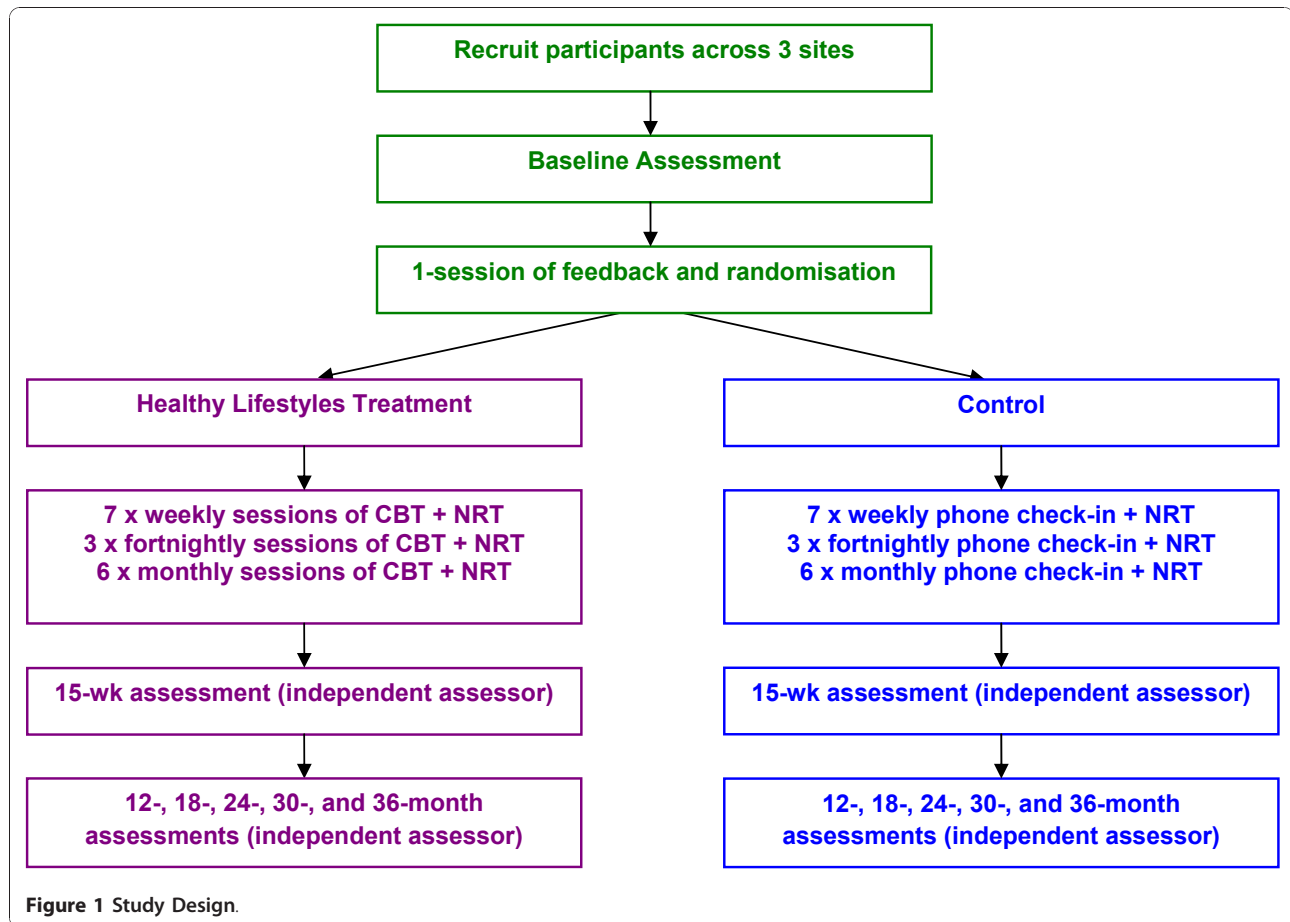 Recruit participants across 3 sites
Baseline Assessment
1-session of feedback and randomisation
Healthy Lifestyles Treatment
Control
7 x weekly sessions of CBT + NRT
3 x fortnightly sessions of CBT + NRT
6 x monthly sessions of CBT + NRT
7 x weekly phone check-in + NRT
3 x fortnightly phone check-in + NRT
6 x monthly phone check-in + NRT
15-wk assessment (independent assessor)
15-wk assessment (independent assessor)
12-, 18-, 24-, 30-, and 36-month
assessments (independent assessor)
12-, 18-, 24-, 30-, and 36-month
assessments (independent assessor)
Figure 1 Study Design.